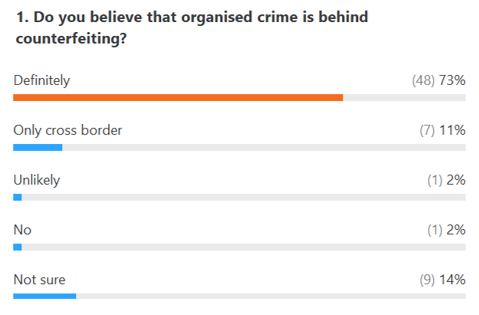 1. Do you believe that organised crime is behind
counterfeiting?
Definitely (48) 73%
Only cross border (7) 11%
Unlikely (1) 2%
No (1) 2%
Not sure (9) 14%